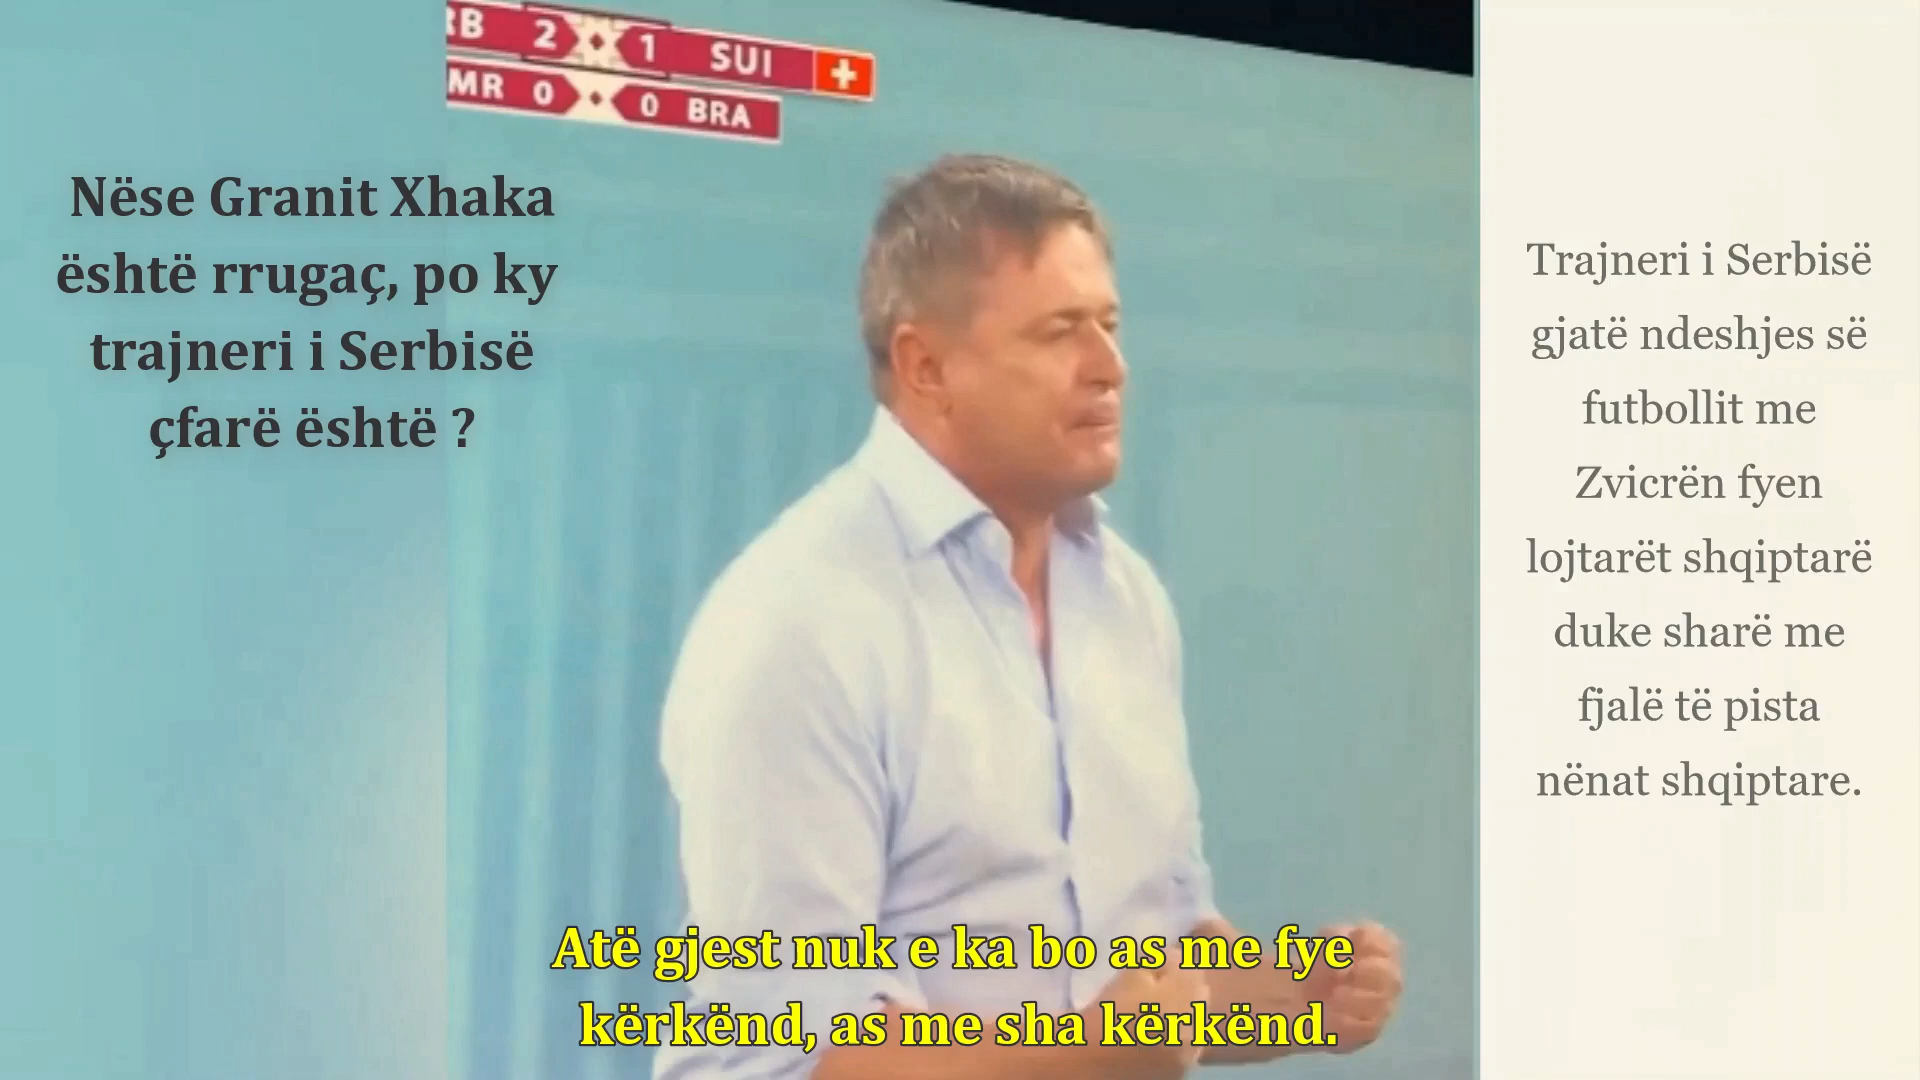 RB 2 1 SUI
MR 0 0 BRA
Nëse Granit Xhaka
është rrugaç, po ky
trajneri i Serbisë
çfarë është ?
Trajneri i Serbisë
gjatë ndeshjes së
futbollit me
Zvicrën fyen
lojtarët shqiptarë
duke sharë me
fjalë të pista
nënat shqiptare.
Atë gjest nuk e ka bo as me fye
kërkënd, as me sha kërkënd.